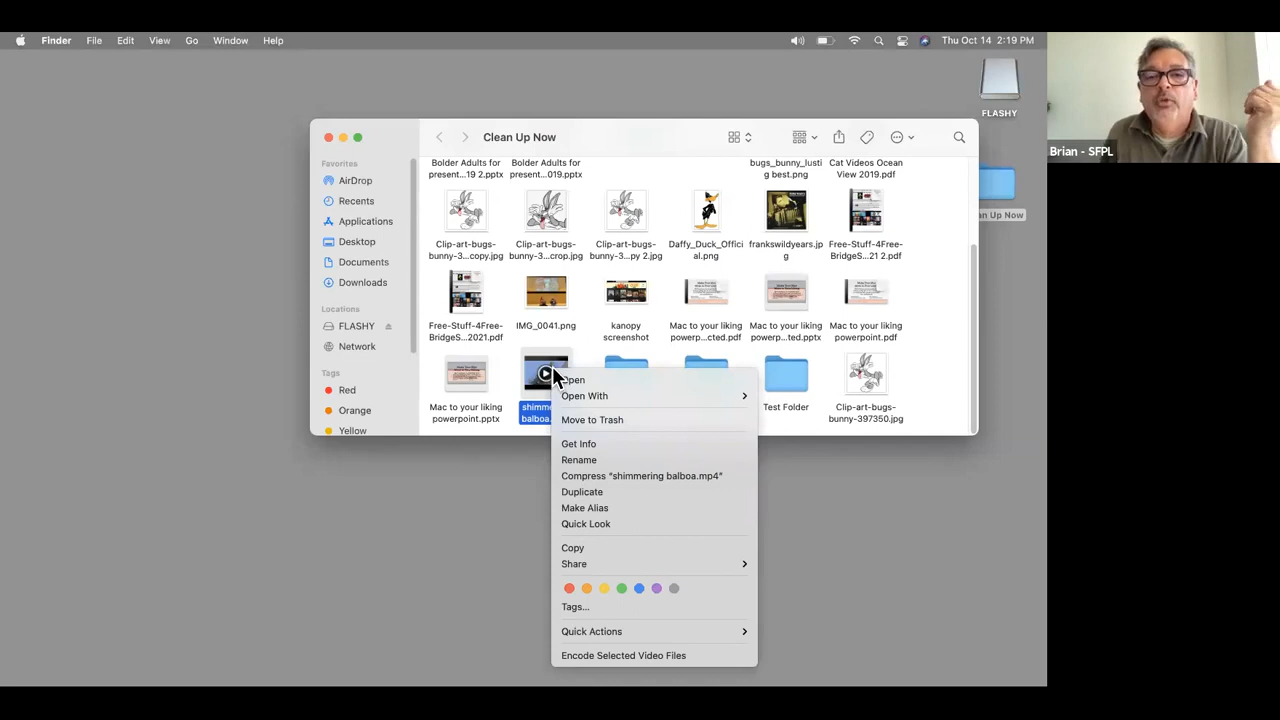 Finder File Edit View Go Window Help Thu Oct 14 2:19 PM
FLASHY
Brian - SFPL
Clean Up Now
Favorites
AirDrop
Recents
Applications
Desktop
Documents
Downloads
Locations
FLASHY
Network
Tags
Red
Orange
Yellow
Bolder Adults for
present...19 2.pptx
Bolder Adults for
present...019.pptx
bugs_bunny_lusti
g best.png
Cat Videos Ocean
View 2019.pdf
an Up Now
Clip-art-bugs-
bunny-3...copy.jpg
Clip-art-bugs-
bunny-3...crop.jpg
Clip-art-bugs-
bunny-3...py 2.jpg
Daffy_Duck_Offici
al.png
frankswildyears.jp
g
Free-Stuff-4Free-
BridgeS...21 2.pdf
Free-Stuff-4Free-
BridgeS...2021.pdf
IMG_0041.png
kanopy
screenshot
Mac to your liking
powerp...cted.pdf
Mac to your liking
powerp...ted.pptx
Mac to your liking
powerpoint.pdf
Mac to your liking
powerpoint.pptx
shimme
balboa.
Test Folder
Clip-art-bugs-
bunny-397350.jpg
Open
Open With
Move to Trash
Get Info
Rename
Compress “shimmering balboa.mp4”
Duplicate
Make Alias
Quick Look
Copy
Share
Tags...
Quick Actions
Encode Selected Video Files